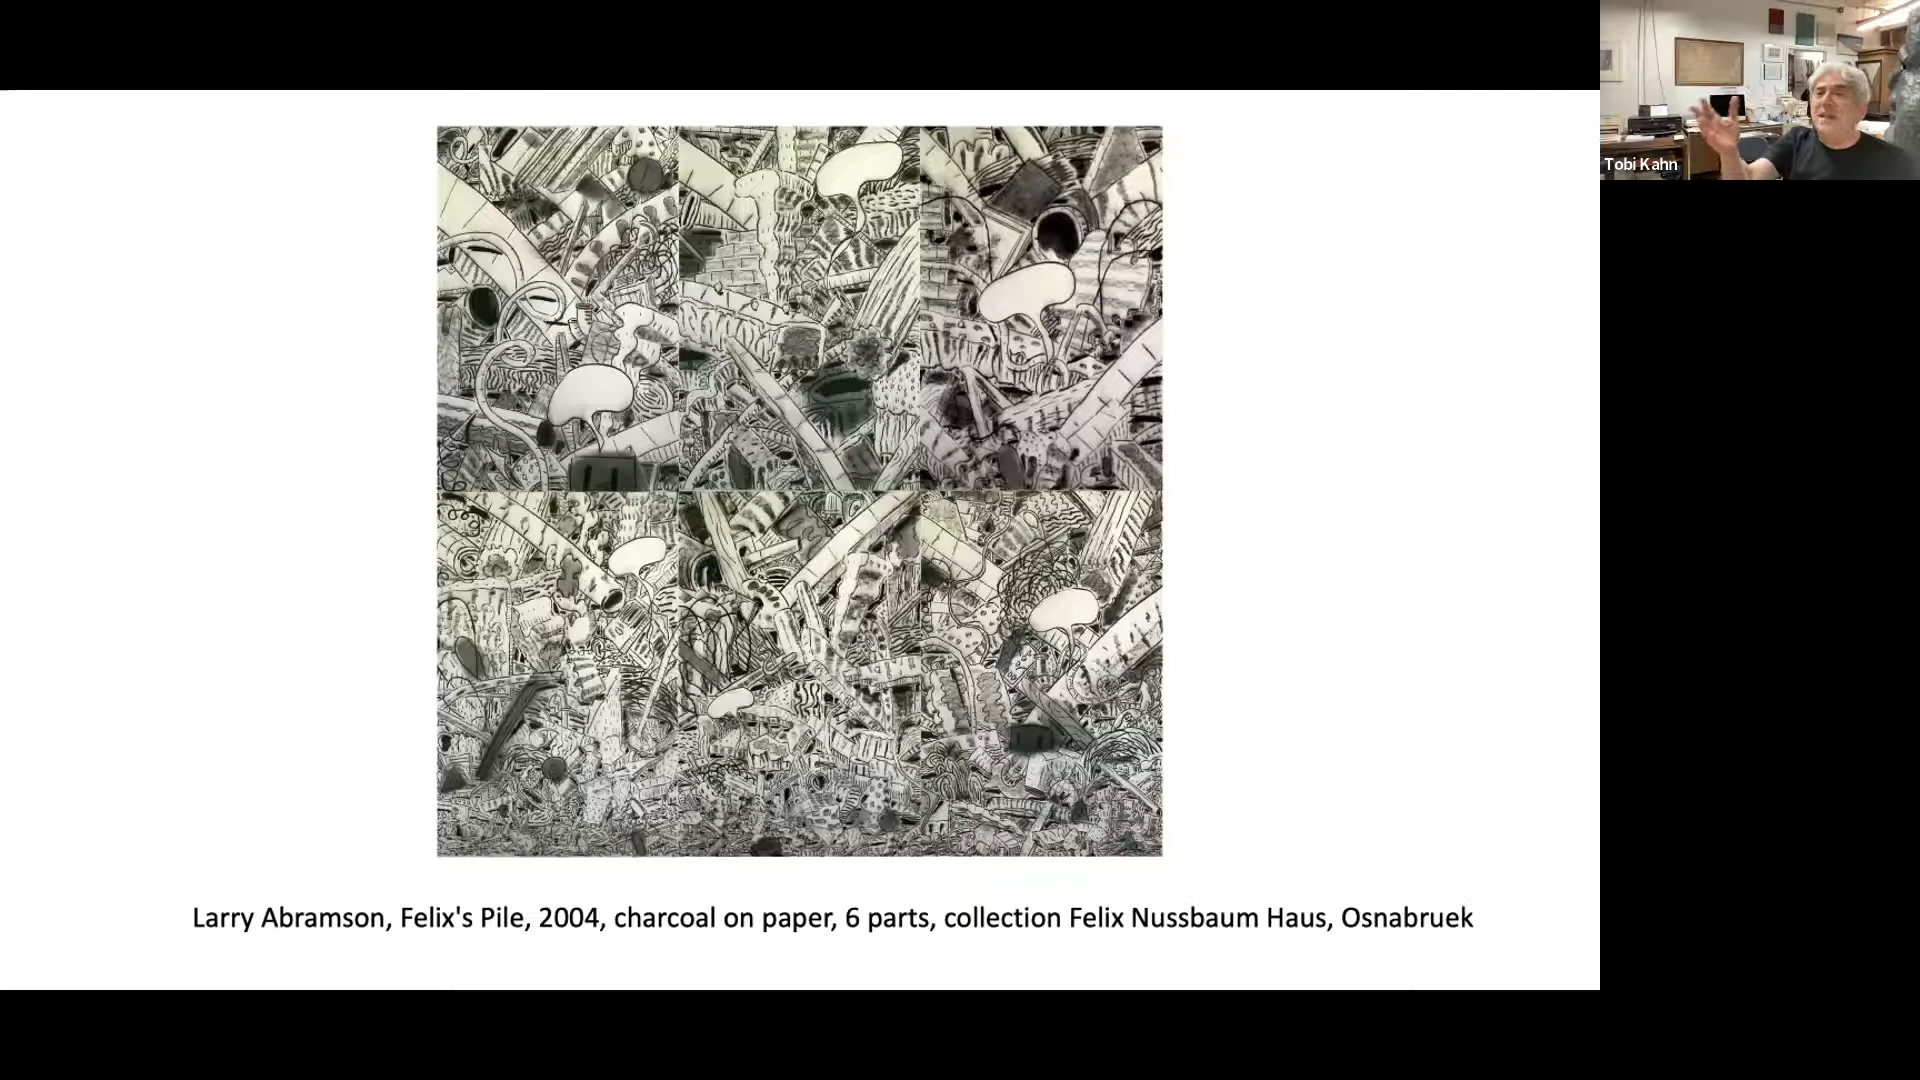 Tobi Kahn
Larry Abramson, Felix's Pile, 2004, charcoal on paper, 6 parts, collection Felix Nussbaum Haus, Osnabruek